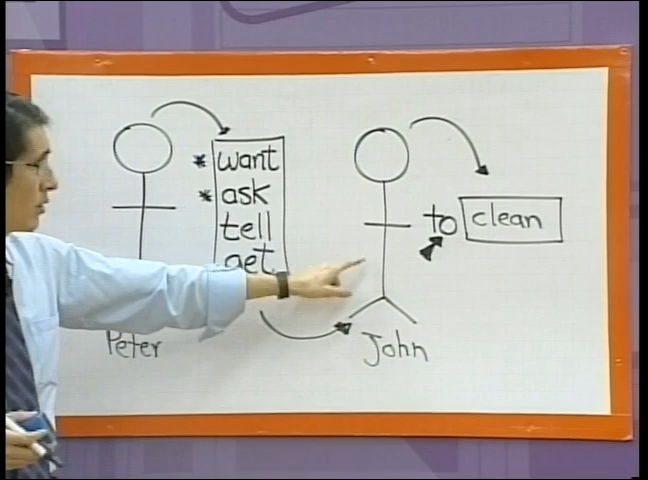 * want
* ask
tell
get
to clean
Peter
John